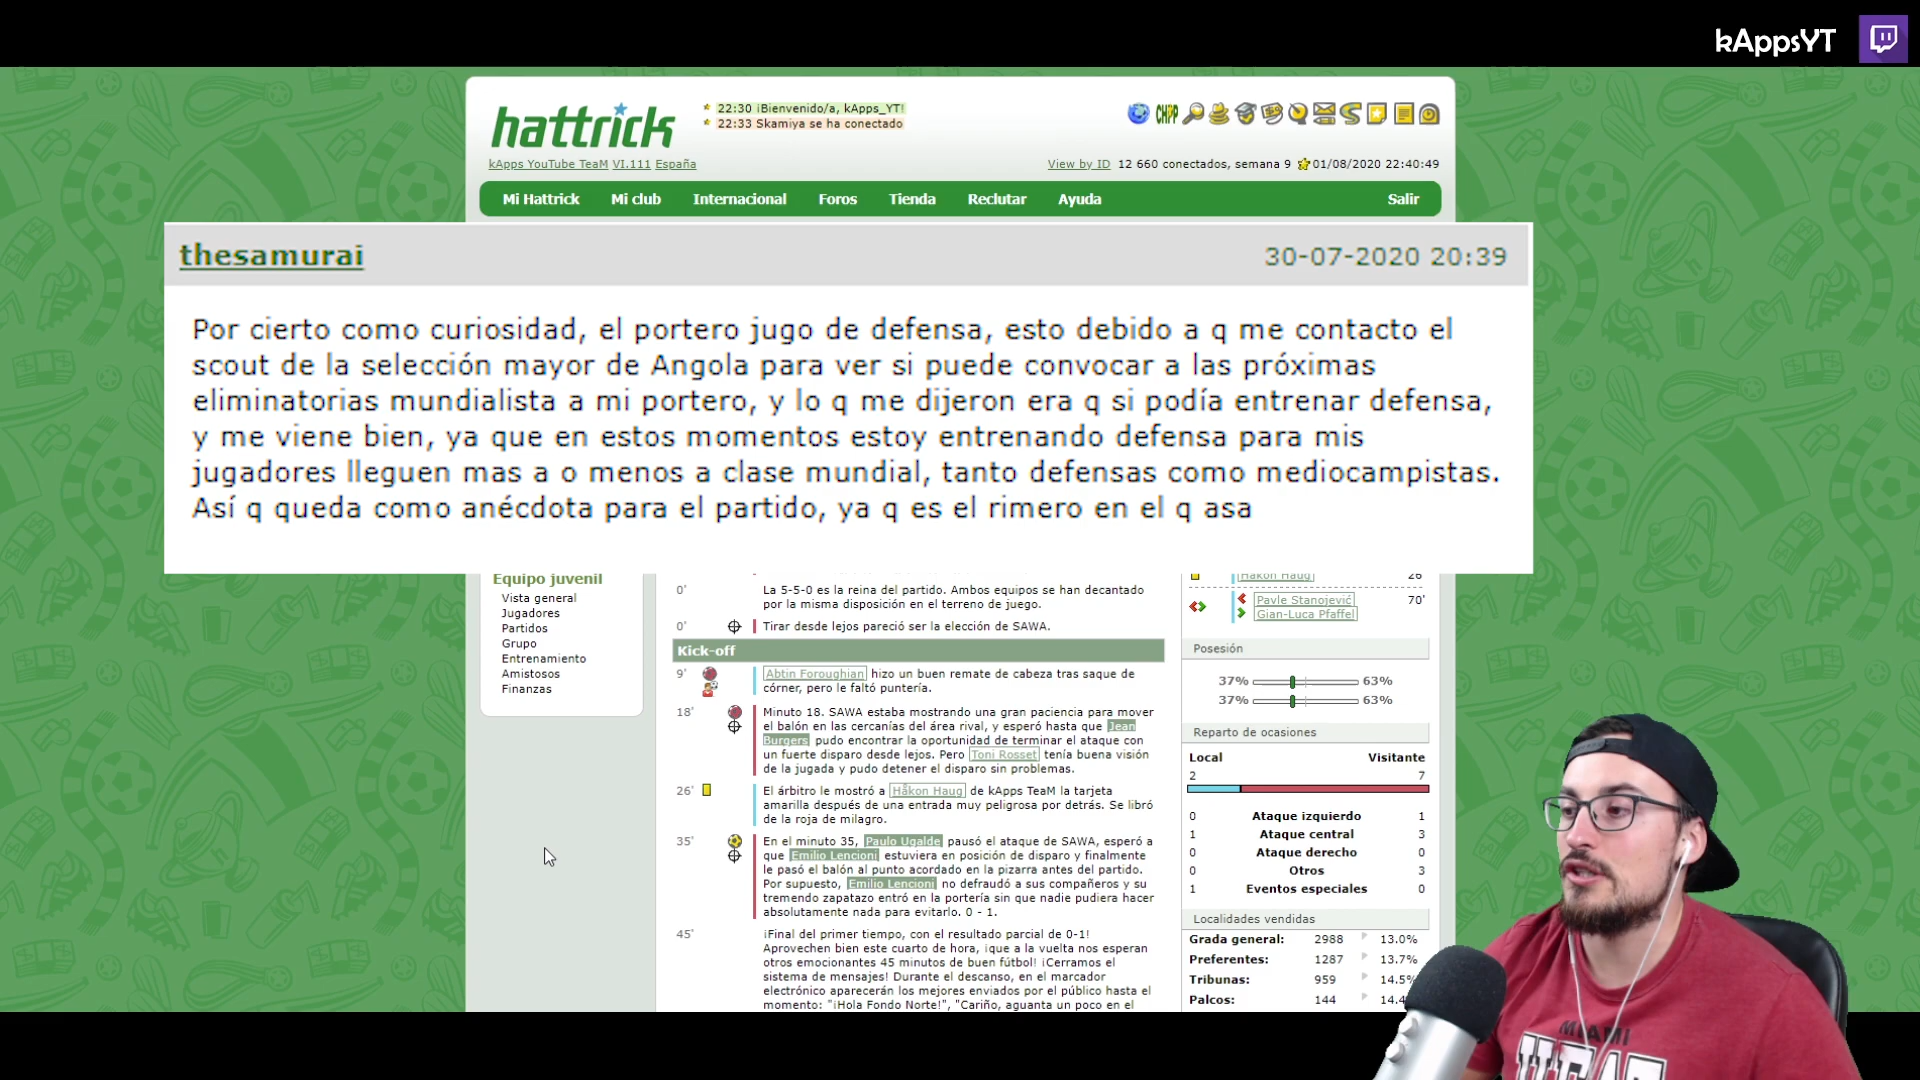 kAppsYT
hattrick
22:30 ¡Bienvenido/a, kApps_YT!
22:33 Skamiya se ha conectado
CHPP
kApps YouTube TeaM VI.111 España
View by ID 12 660 conectados, semana 9 01/08/2020 22:40:49
Mi Hattrick Mi club Internacional Foros Tienda Reclutar Ayuda Salir
thesamurai 30-07-2020 20:39
Por cierto como curiosidad, el portero jugo de defensa, esto debido a q me contacto el
scout de la selección mayor de Angola para ver si puede convocar a las próximas
eliminatorias mundialista a mi portero, y lo q me dijeron era q si podía entrenar defensa,
y me viene bien, ya que en estos momentos estoy entrenando defensa para mis
jugadores lleguen mas a o menos a clase mundial, tanto defensas como mediocampistas.
Así q queda como anécdota para el partido, ya q es el rimero en el q asa
Equipo juvenil
Vista general
Jugadores
Partidos
Grupo
Entrenamiento
Amistosos
Finanzas
0' La 5-5-0 es la reina del partido. Ambos equipos se han decantado
por la misma disposición en el terreno de juego.
0' Tirar desde lejos pareció ser la elección de SAWA.
Kick-off
9' Abtin Foroughian hizo un buen remate de cabeza tras saque de
córner, pero le faltó puntería.
18' Minuto 18. SAWA estaba mostrando una gran paciencia para mover
el balón en las cercanías del área rival, y esperó hasta que Jean
Burgers pudo encontrar la oportunidad de terminar el ataque con
un fuerte disparo desde lejos. Pero Toni Rosset tenía buena visión
de la jugada y pudo detener el disparo sin problemas.
26' El árbitro le mostró a Håkon Haug de kApps TeaM la tarjeta
amarilla después de una entrada muy peligrosa por detrás. Se libró
de la roja de milagro.
35' En el minuto 35, Paulo Ugalde pausó el ataque de SAWA, esperó a
que Emilio Lencioni estuviera en posición de disparo y finalmente
le pasó el balón al punto acordado en la pizarra antes del partido.
Por supuesto, Emilio Lencioni no defraudó a sus compañeros y su
tremendo zapatazo entró en la portería sin que nadie pudiera hacer
absolutamente nada para evitarlo. 0 - 1.
45' ¡Final del primer tiempo, con el resultado parcial de 0-1!
Aprovechen bien este cuarto de hora, ¡que a la vuelta nos esperan
otros emocionantes 45 minutos de buen fútbol! ¡Cerramos el
sistema de mensajes! Durante el descanso, en el marcador
electrónico aparecerán los mejores enviados por el público hasta el
momento: "¡Hola Fondo Norte!", "Cariño, aguanta un poco en el
Håkon Haug 26
Pavle Stanojević 70'
Gian-Luca Pfaffel
Posesión
37% 63%
37% 63%
Reparto de ocasiones
Local Visitante
2 7
0 Ataque izquierdo 1
1 Ataque central 3
0 Ataque derecho 0
0 Otros 3
1 Eventos especiales 0
Localidades vendidas
Grada general: 2988 13.0%
Preferentes: 1287 13.7%
Tribunas: 959 14.5%
Palcos: 144 14.4
MIAMI